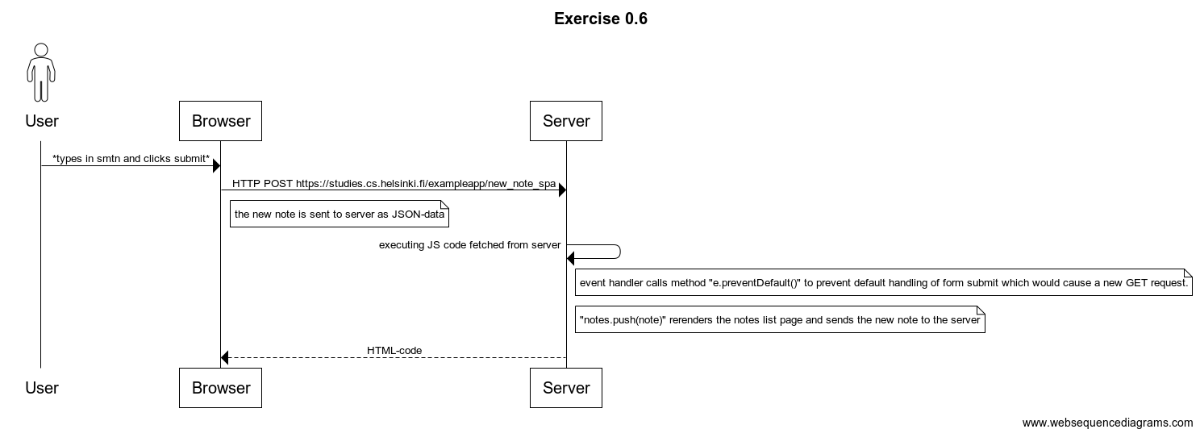 Exercise 0.6
User
Browser
Server
*types in smtn and clicks submit*
HTTP POST https://studies.cs.helsinki.fi/exampleapp/new_note_spa
the new note is sent to server as JSON-data
executing JS code fetched from server
event handler calls method "e.preventDefault()" to prevent default handling of form submit which would cause a new GET request.
"notes.push(note)" rerenders the notes list page and sends the new note to the server
HTML-code
User
Browser
Server
www.websequencediagrams.com